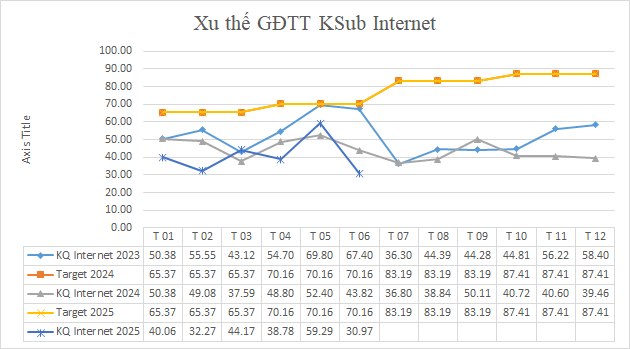 Xu thế GĐTT KSub Internet
100.00
90.00
80.00
70.00
60.00
50.00
40.00
30.00
20.00
10.00
0.00
Axis Title
T 01 T 02 T 03 T 04 T 05 T 06 T 07 T 08 T 09 T 10 T 11 T 12
KQ Internet 2023 50.38 55.55 43.12 54.70 69.80 67.40 36.30 44.39 44.28 44.81 56.22 58.40
Target 2024 65.37 65.37 65.37 70.16 70.16 70.16 83.19 83.19 83.19 87.41 87.41 87.41
KQ Internet 2024 50.38 49.08 37.59 48.80 52.40 43.82 36.80 38.84 50.11 40.72 40.60 39.46
Target 2025 65.37 65.37 65.37 70.16 70.16 70.16 83.19 83.19 83.19 87.41 87.41 87.41
KQ Internet 2025 40.06 32.27 44.17 38.78 59.29 30.97